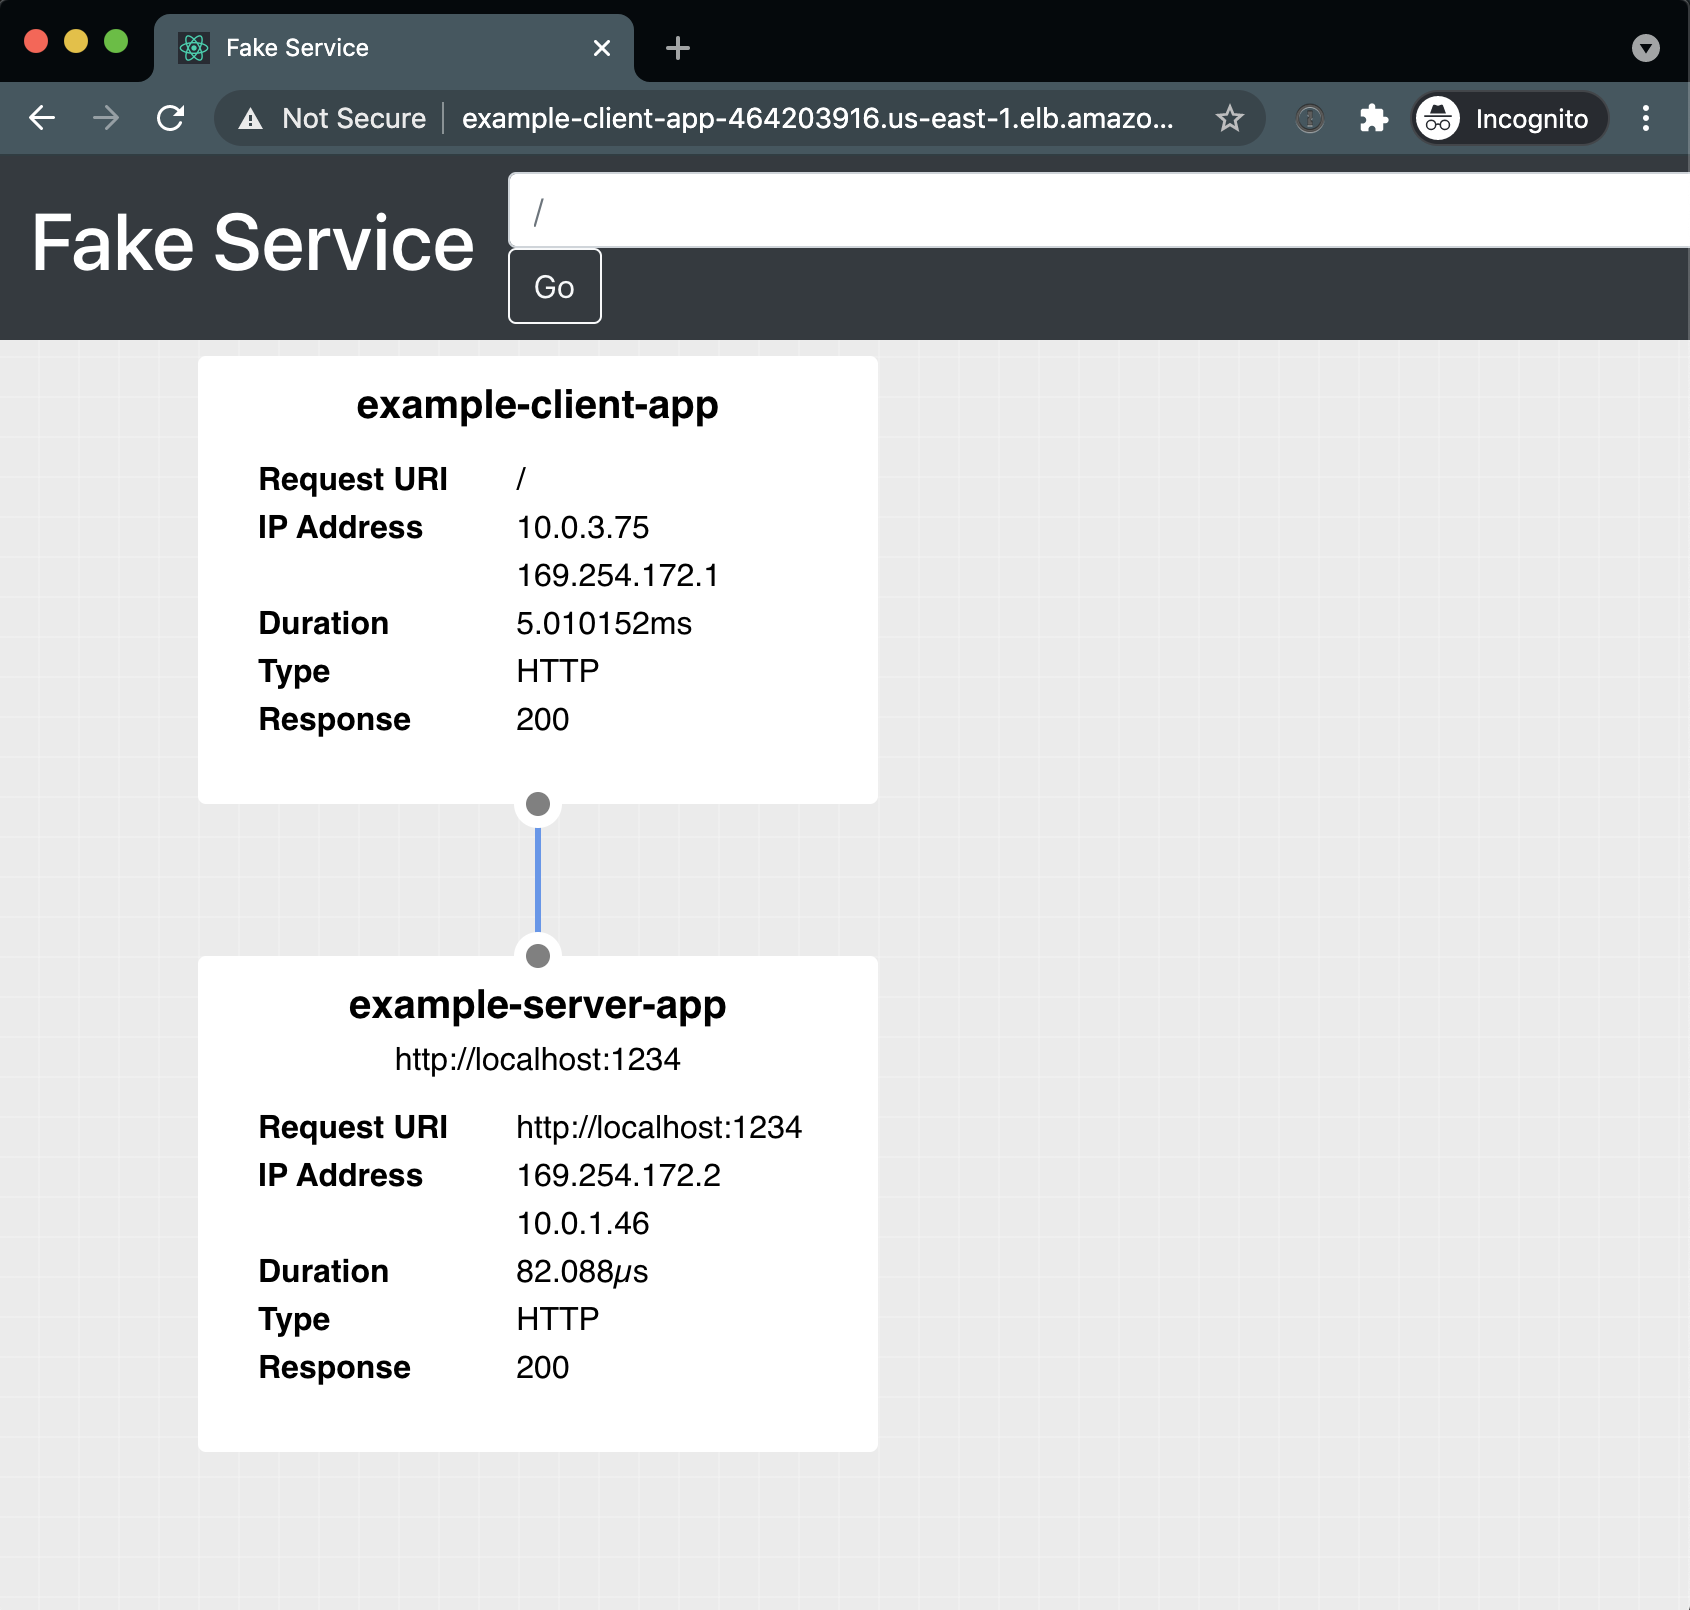 Fake Service
Not Secure example-client-app-464203916.us-east-1.elb.amazo... Incognito
Fake Service
/
Go
example-client-app
Request URI /
IP Address 10.0.3.75
169.254.172.1
Duration 5.010152ms
Type HTTP
Response 200
example-server-app
http://localhost:1234
Request URI http://localhost:1234
IP Address 169.254.172.2
10.0.1.46
Duration 82.088µs
Type HTTP
Response 200